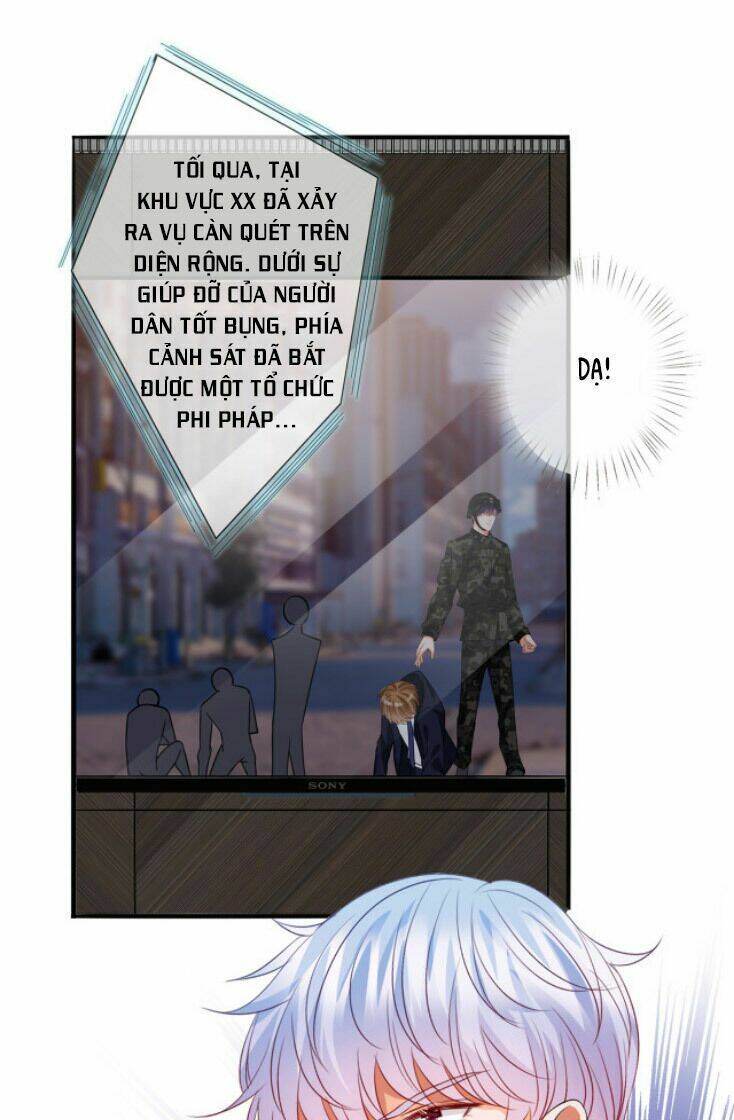 TỐI QUA, TẠI
KHU VỰC XX ĐÃ XẢY
RA VỤ CÀN QUÉT TRÊN
DIỆN RỘNG. DƯỚI SỰ
GIÚP ĐỠ CỦA NGƯỜI
DÂN TỐT BỤNG, PHÍA
CẢNH SÁT ĐÃ BẮT
ĐƯỢC MỘT TỔ CHỨC
PHI PHÁP...
DẠ!
SONY